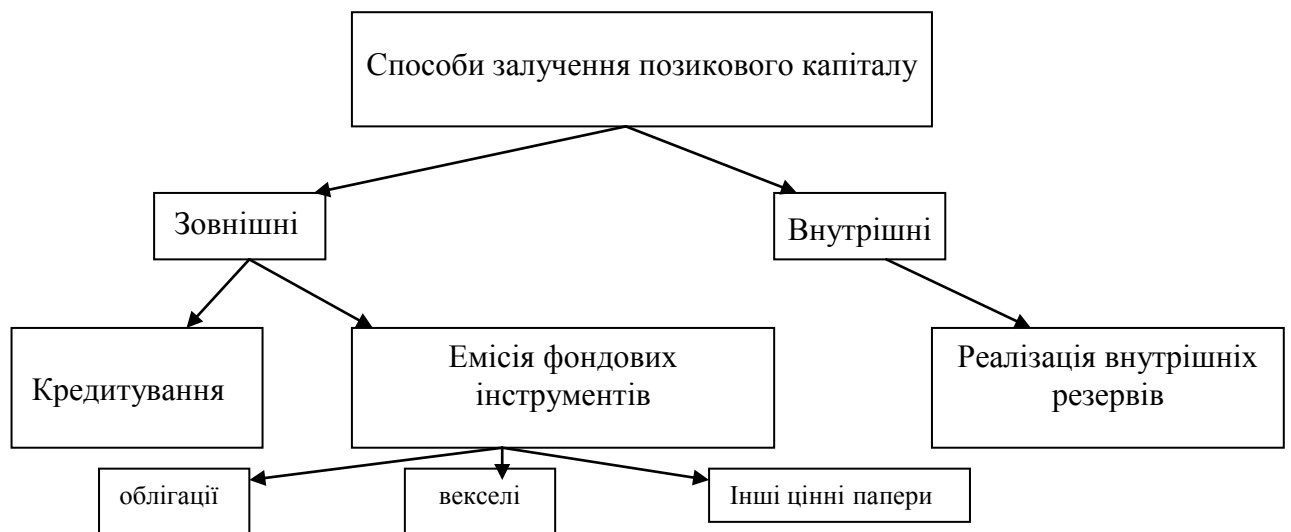 Способи залучення позикового капіталу
Зовнішні
Внутрішні
Кредитування
Емісія фондових
інструментів
Реалізація внутрішніх
резервів
облігації
векселі
Інші цінні папери